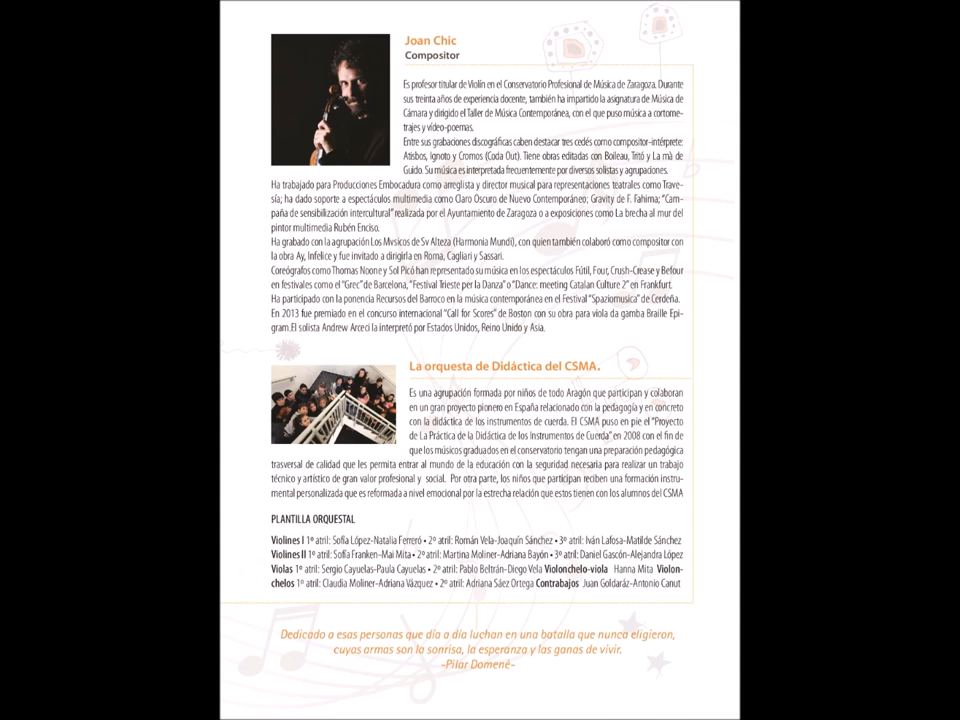 Joan Chic
Compositor
Es profesor titular de Violín en el Conservatorio Profesional de Música de Zaragoza. Durante
sus treinta años de experiencia docente, también ha impartido la asignatura de Música de
Cámara y dirigido el Taller de Música Contemporánea, con el que puso música a cortome-
trajes y vídeo-poemas.
Entre sus grabaciones discográficas caben destacar tres cedés como compositor-intérprete:
Atisbos, Ignoto y Cromos (Coda Out). Tiene obras editadas con Boileau, Tritó y La mà de
Guido. Su música es interpretada frecuentemente por diversos solistas y agrupaciones.
Ha trabajado para Producciones Embocadura como arreglista y director musical para representaciones teatrales como Trave-
sía; ha dado soporte a espectáculos multimedia como Claro Oscuro de Nuevo Contemporáneo; Gravity de F. Fahima; "Cam-
paña de sensibilización intercultural" realizada por el Ayuntamiento de Zaragoza o a exposiciones como La brecha al mur del
pintor multimedia Rubén Enciso.
Ha grabado con la agrupación Los Mvsicos de Sv Alteza (Harmonia Mundi), con quien también colaboró como compositor con
la obra Ay, Infelice y fue invitado a dirigirla en Roma, Cagliari y Sassari.
Coreógrafos como Thomas Noone y Sol Picó han representado su música en los espectáculos Fútil, Four, Crush-Crease y Befour
en festivales como el "Grec" de Barcelona, "Festival Trieste per la Danza" o "Dance: meeting Catalan Culture 2" en Frankfurt.
Ha participado con la ponencia Recursos del Barroco en la música contemporánea en el Festival "Spaziomusica" de Cerdeña.
En 2013 fue premiado en el concurso internacional "Call for Scores" de Boston con su obra para viola da gamba Braille Epi-
gram.El solista Andrew Arceci la interpretó por Estados Unidos, Reino Unido y Asia.
La orquesta de Didáctica del CSMA.
Es una agrupación formada por niños de todo Aragón que participan y colaboran
en un gran proyecto pionero en España relacionado con la pedagogía y en concreto
con la didáctica de los instrumentos de cuerda. El CSMA puso en pie el "Proyecto
de La Práctica de la Didáctica de los Instrumentos de Cuerda" en 2008 con el fin de
que los músicos graduados en el conservatorio tengan una preparación pedagógica
trasversal de calidad que les permita entrar al mundo de la educación con la seguridad necesaria para realizar un trabajo
técnico y artístico de gran valor profesional y social. Por otra parte, los niños que participan reciben una formación instru-
mental personalizada que es reformada a nivel emocional por la estrecha relación que estos tienen con los alumnos del CSMA
PLANTILLA ORQUESTAL
Violines I 1º atril: Sofía López-Natalia Ferreró • 2º atril: Román Vela-Joaquín Sánchez • 3º atril: Iván Lafosa-Matilde Sánchez
Violines II 1º atril: Sofía Franken-Mai Mita • 2º atril: Martina Moliner-Adriana Bayón • 3º atril: Daniel Gascón-Alejandra López
Violas 1º atril: Sergio Cayuelas-Paula Cayuelas • 2º atril: Pablo Beltrán-Diego Vela Violonchelo-viola Hanna Mita Violon-
chelos 1º atril: Claudia Moliner-Adriana Vázquez • 2º atril: Adriana Sáez Ortega Contrabajos Juan Goldaráz-Antonio Canut
Dedicado a esas personas que día a día luchan en una batalla que nunca eligieron,
cuyas armas son la sonrisa, la esperanza y las ganas de vivir.
-Pilar Domené-